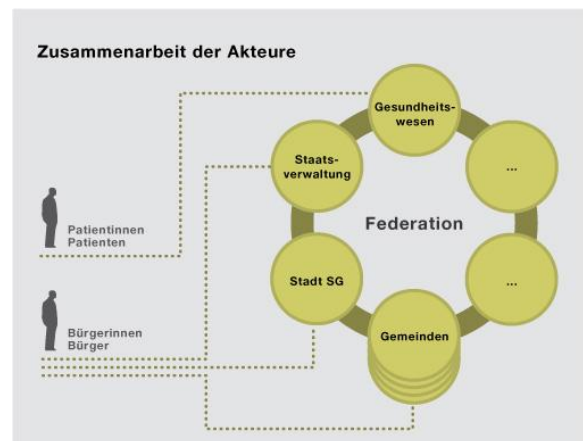 Zusammenarbeit der Akteure
Gesundheits-
wesen
Staats-
verwaltung
...
Patientinnen
Patienten
Federation
Stadt SG
...
Bürgerinnen
Bürger
Gemeinden